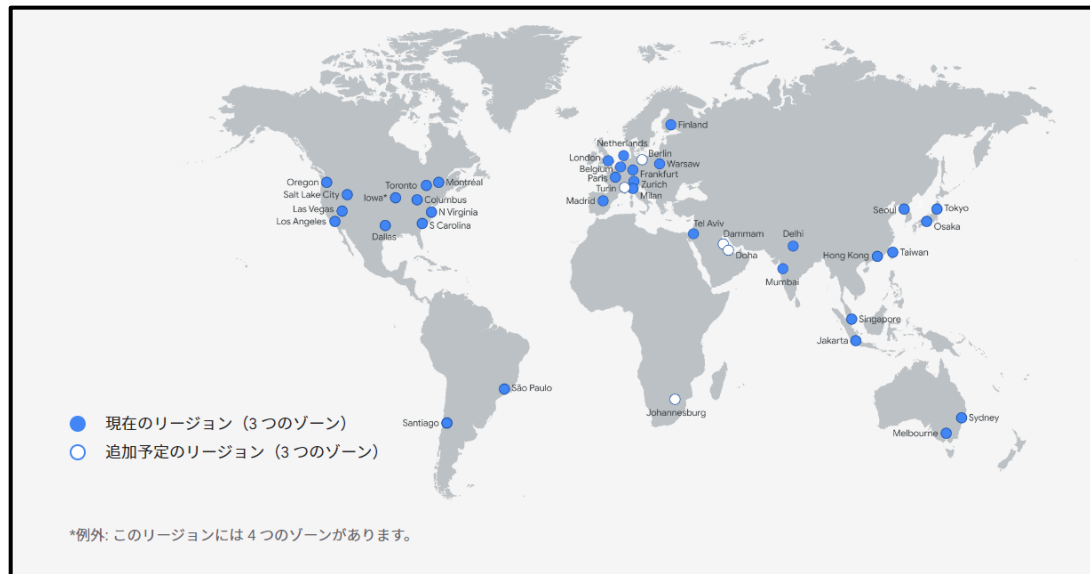 Finland
Netherlands
Berlin
London
Warsaw
Belgium
Frankfurt
Paris
Zurich
Turin
Milan
Madrid
Oregon
Toronto
Montréal
Salt Lake City
Iowa*
Columbus
Las Vegas
N Virginia
Los Angeles
S Carolina
Dallas
Tel Aviv
Dammam
Doha
Delhi
Mumbai
Seoul
Tokyo
Osaka
Hong Kong
Taiwan
Singapore
Jakarta
São Paulo
Santiago
Johannesburg
Sydney
Melbourne
現在のリージョン（3 つのゾーン）
追加予定のリージョン（3 つのゾーン）
*例外: このリージョンには 4 つのゾーンがあります。